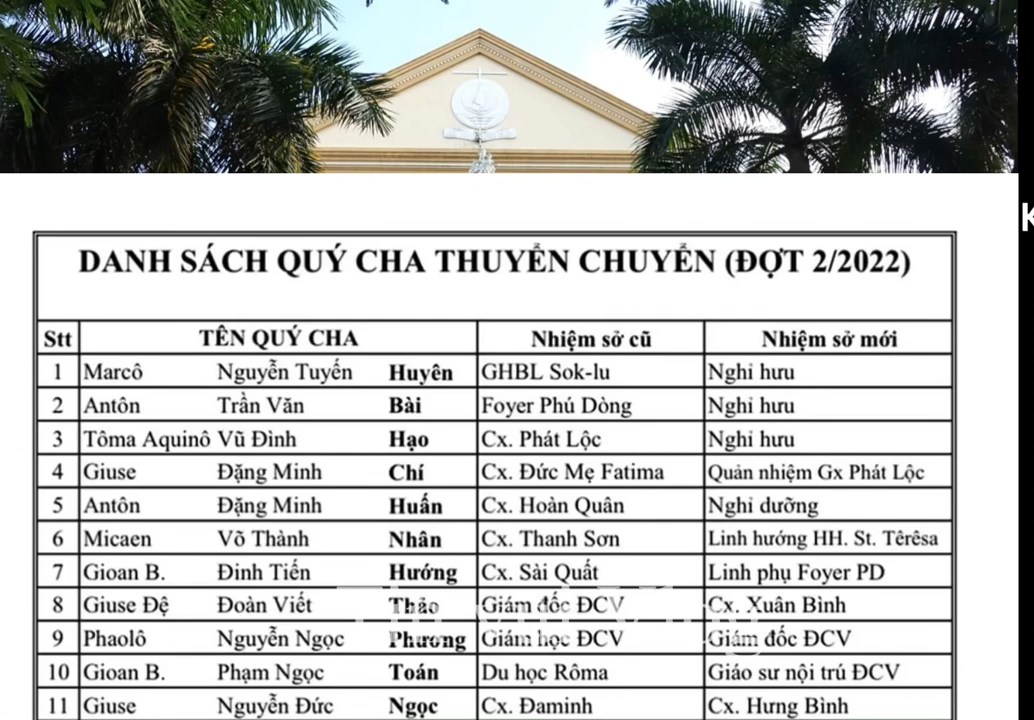 DANH SÁCH QUÝ CHA THUYỂN CHUYỂN (ĐỢT 2/2022)
Stt TÊN QUÝ CHA Nhiệm sở cũ Nhiệm sở mới
1 Marcô Nguyễn Tuyến Huyên GHBL Sok-lu Nghỉ hưu
2 Antôn Trần Văn Bài Foyer Phú Dòng Nghỉ hưu
3 Tôma Aquinô Vũ Đình Hạo Cx. Phát Lộc Nghỉ hưu
4 Giuse Đặng Minh Chí Cx. Đức Mẹ Fatima Quản nhiệm Gx Phát Lộc
5 Antôn Đặng Minh Huấn Cx. Hoàn Quân Nghỉ dưỡng
6 Micaen Võ Thành Nhân Cx. Thanh Sơn Linh hướng HH. St. Têrêsa
7 Gioan B. Đinh Tiến Hướng Cx. Sài Quất Linh phụ Foyer PD
8 Giuse Đệ Đoàn Viết Thảo Giám đốc ĐCV Cx. Xuân Bình
9 Phaolô Nguyễn Ngọc Phương Giám học ĐCV Giám đốc ĐCV
10 Gioan B. Phạm Ngọc Toán Du học Rôma Giáo sư nội trú ĐCV
11 Giuse Nguyễn Đức Ngọc Cx. Đaminh Cx. Hưng Bình
K